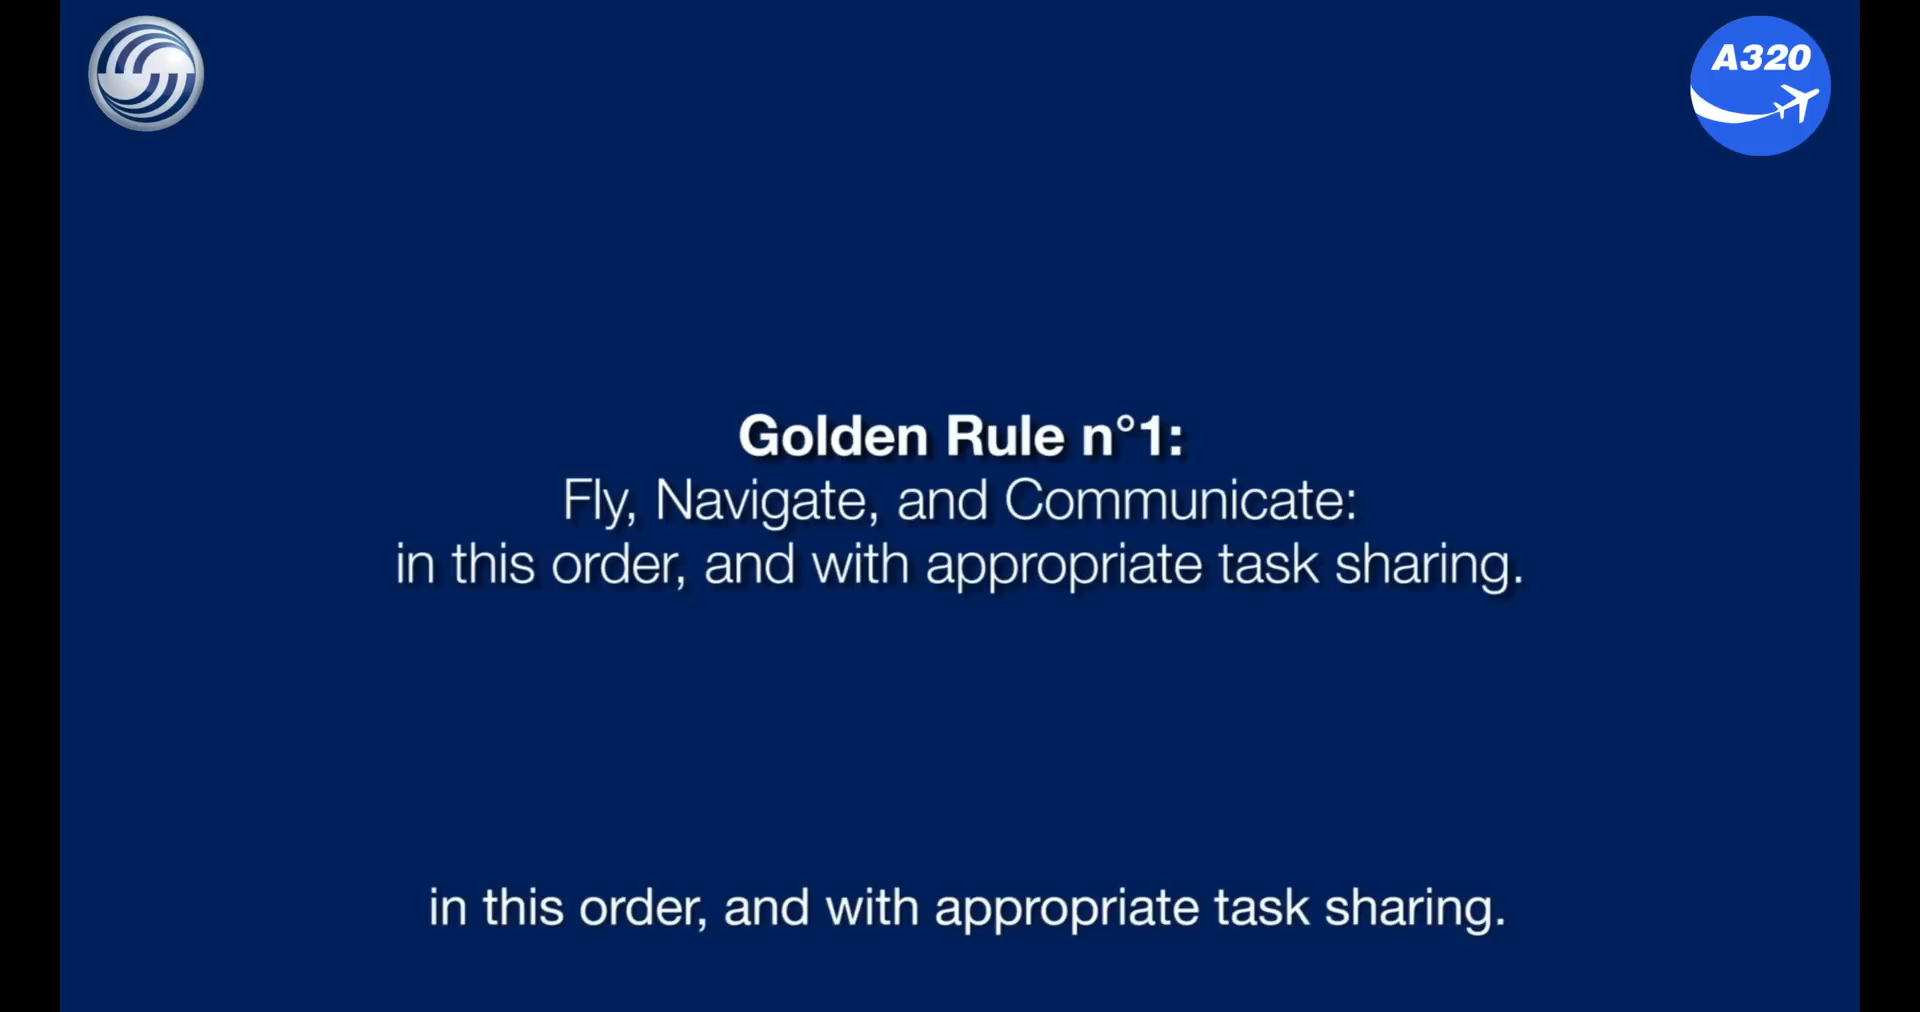 A320
Golden Rule n°1:
Fly, Navigate, and Communicate:
in this order, and with appropriate task sharing.
in this order, and with appropriate task sharing.